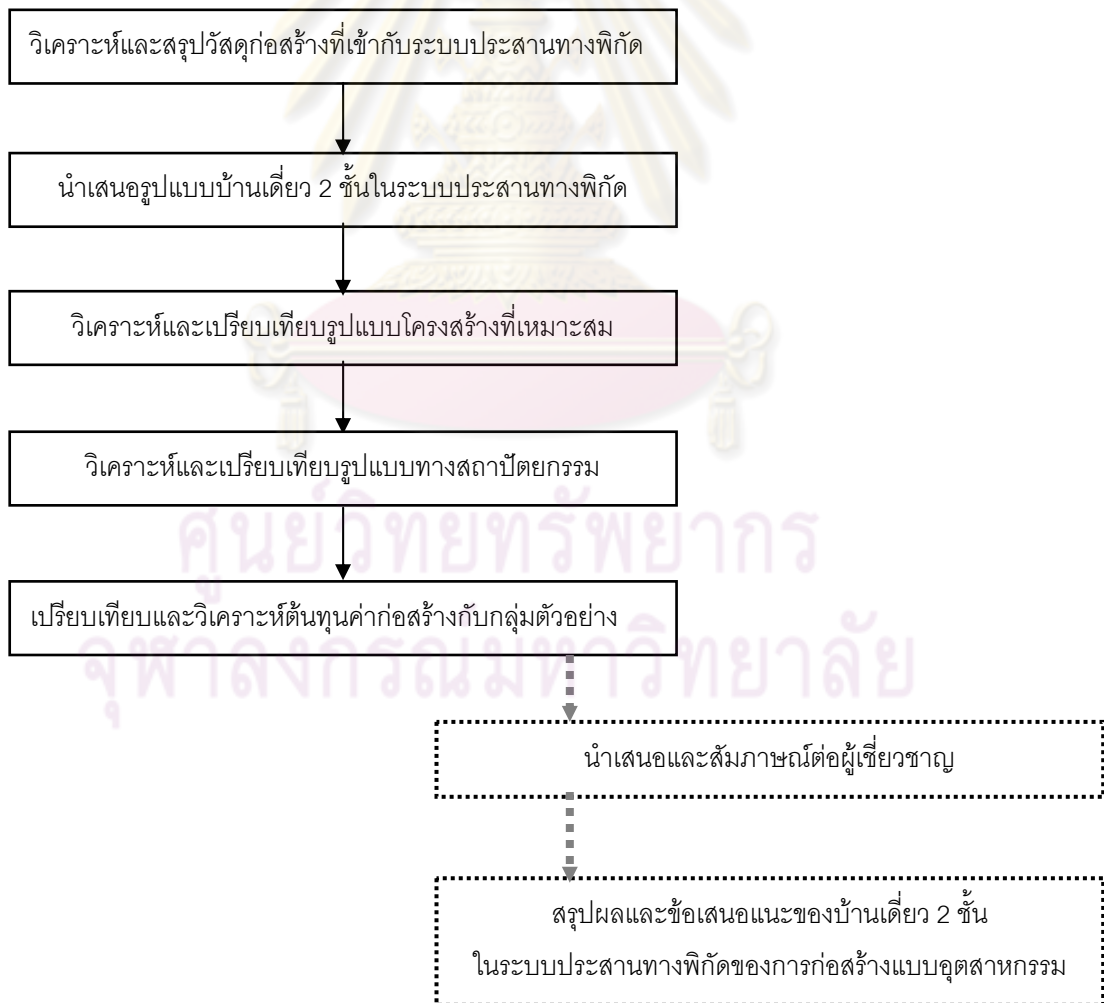 วิเคราะห์และสรุปวัสดุก่อสร้างที่เข้ากับระบบประสานทางพิกัด
นำเสนอรูปแบบบ้านเดี่ยว 2 ชั้นในระบบประสานทางพิกัด
วิเคราะห์และเปรียบเทียบรูปแบบโครงสร้างที่เหมาะสม
วิเคราะห์และเปรียบเทียบรูปแบบทางสถาปัตยกรรม
ศูนย์วิทยทรัพยากร
เปรียบเทียบและวิเคราะห์ต้นทุนค่าก่อสร้างกับกลุ่มตัวอย่าง
จุฬาลงกรณ์มหาวิทยาลัย
นำเสนอและสัมภาษณ์ต่อผู้เชี่ยวชาญ
สรุปผลและข้อเสนอแนะของบ้านเดี่ยว 2 ชั้น
ในระบบประสานทางพิกัดของการก่อสร้างแบบอุตสาหกรรม